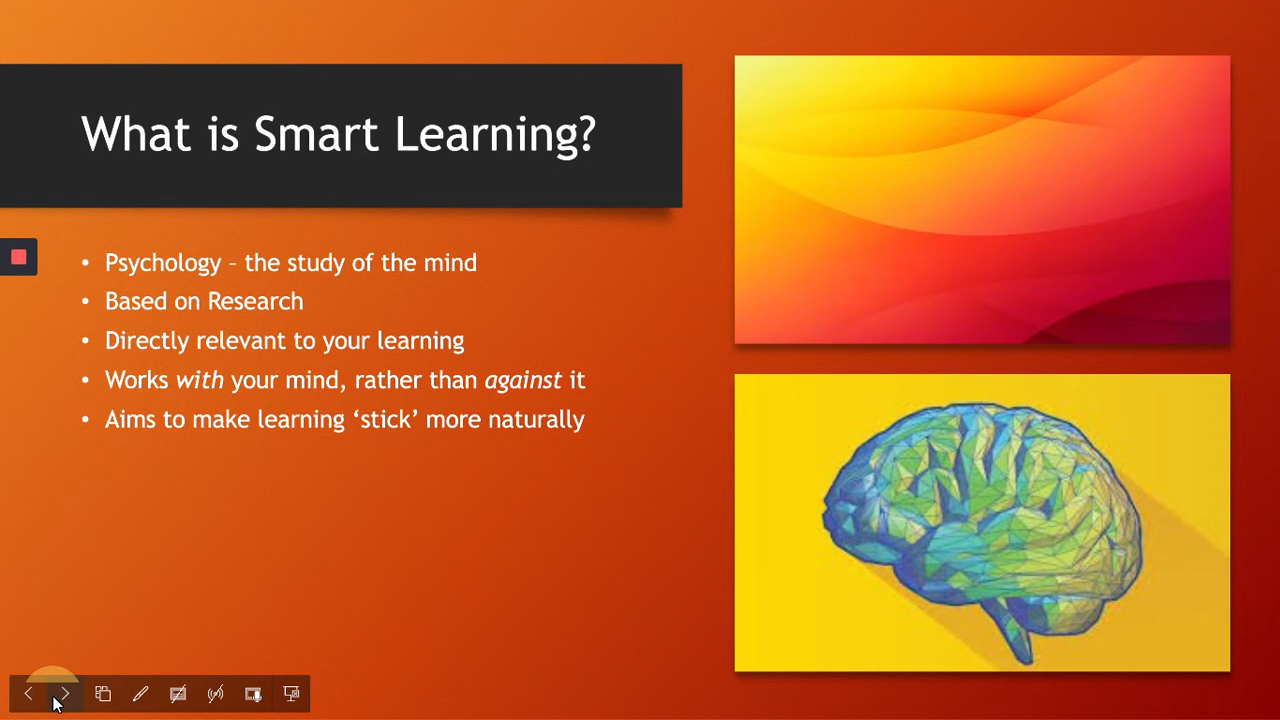 What is Smart Learning?
• Psychology – the study of the mind
• Based on Research
• Directly relevant to your learning
• Works with your mind, rather than against it
• Aims to make learning ‘stick’ more naturally